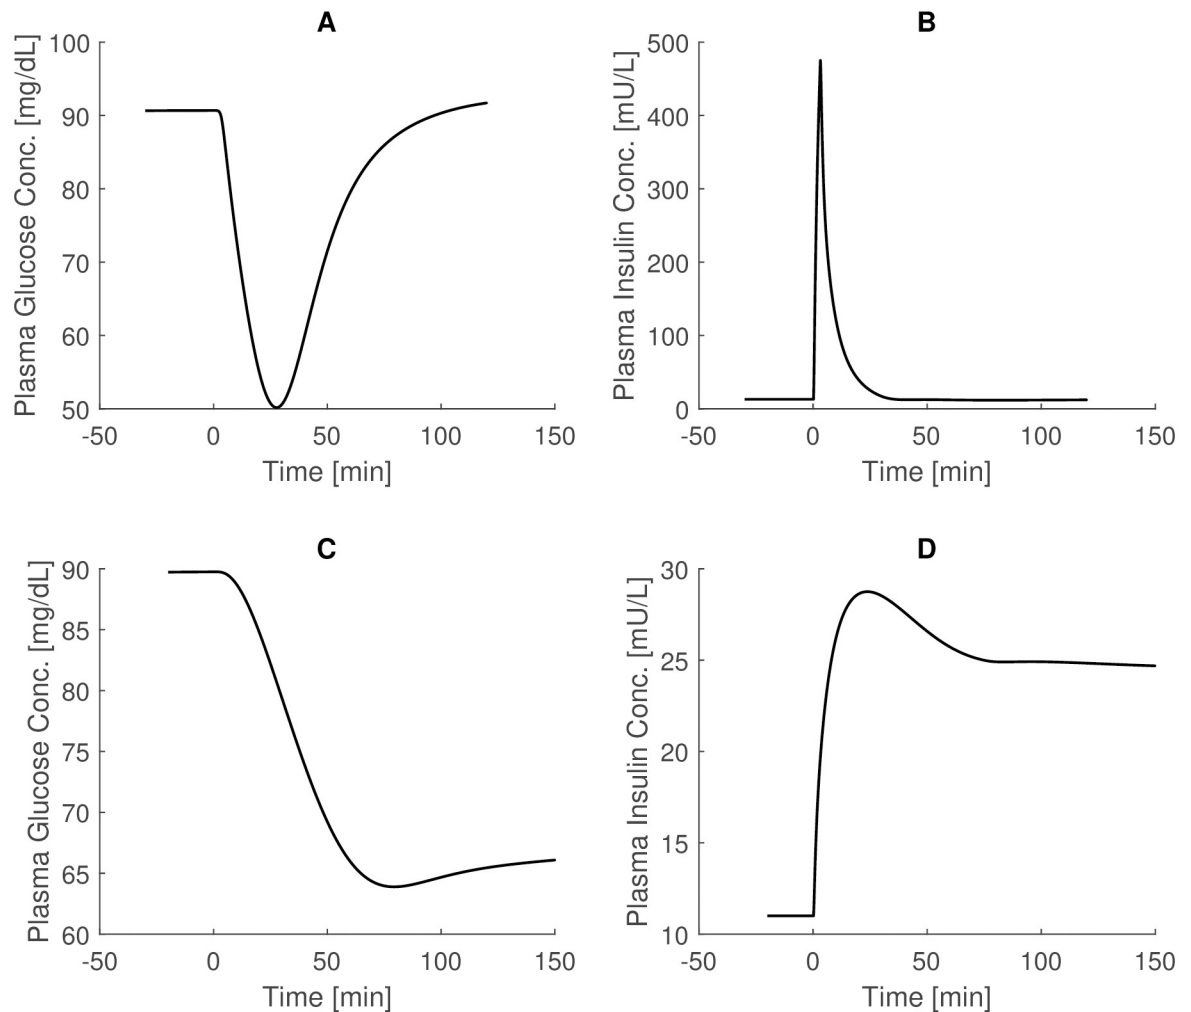 A
Plasma Glucose Conc. [mg/dL]
100
90
80
70
60
50
-50 0 50 100 150
Time [min]
B
Plasma Insulin Conc. [mU/L]
500
400
300
200
100
0
-50 0 50 100 150
Time [min]
C
Plasma Glucose Conc. [mg/dL]
90
85
80
75
70
65
60
-50 0 50 100 150
Time [min]
D
Plasma Insulin Conc. [mU/L]
30
25
20
15
10
-50 0 50 100 150
Time [min]